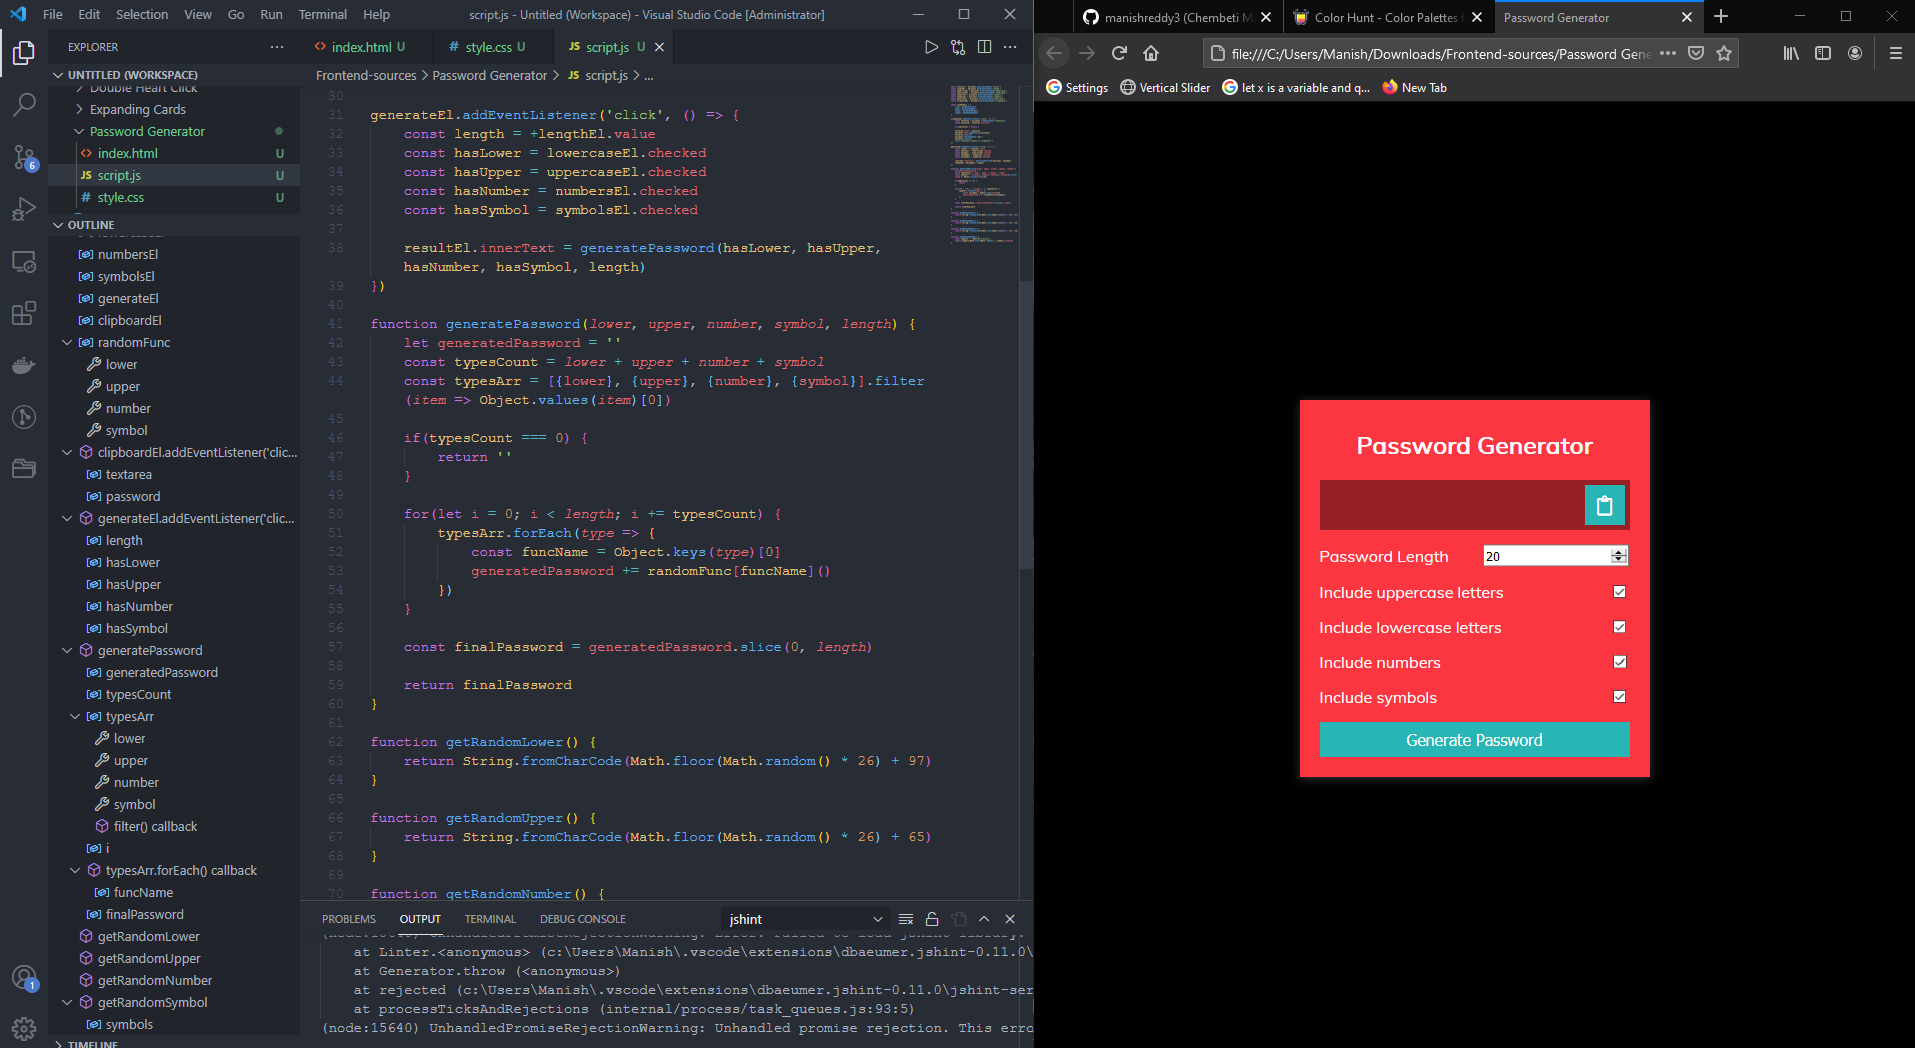 File Edit Selection View Go Run Terminal Help
script.js - Untitled (Workspace) - Visual Studio Code [Administrator]
EXPLORER
UNTITLED (WORKSPACE)
Double Heart Click
Expanding Cards
Password Generator
index.html U
JS script.js U
# style.css U
OUTLINE
numbersEl
symbolsEl
generateEl
clipboardEl
randomFunc
lower
upper
number
symbol
clipboardEl.addEventListener('clic...
textarea
password
generateEl.addEventListener('clic...
length
hasLower
hasUpper
hasNumber
hasSymbol
generatePassword
generatedPassword
typesCount
typesArr
lower
upper
number
symbol
filter() callback
i
typesArr.forEach() callback
funcName
finalPassword
getRandomLower
getRandomUpper
getRandomNumber
getRandomSymbol
symbols
TIMELINE
6
1
index.html U # style.css U JS script.js U
Frontend-sources > Password Generator > JS script.js > ...
30
31 generateEl.addEventListener('click', () => {
32 const length = +lengthEl.value
33 const hasLower = lowercaseEl.checked
34 const hasUpper = uppercaseEl.checked
35 const hasNumber = numbersEl.checked
36 const hasSymbol = symbolsEl.checked
37
38 resultEl.innerText = generatePassword(hasLower, hasUpper,
hasNumber, hasSymbol, length)
39 })
40
41 function generatePassword(lower, upper, number, symbol, length) {
42 let generatedPassword = ''
43 const typesCount = lower + upper + number + symbol
44 const typesArr = [{lower}, {upper}, {number}, {symbol}].filter
(item => Object.values(item)[0])
45
46 if(typesCount === 0) {
47 return ''
48 }
49
50 for(let i = 0; i < length; i += typesCount) {
51 typesArr.forEach(type => {
52 const funcName = Object.keys(type)[0]
53 generatedPassword += randomFunc[funcName]()
54 })
55 }
56
57 const finalPassword = generatedPassword.slice(0, length)
58
59 return finalPassword
60 }
61
62 function getRandomLower() {
63 return String.fromCharCode(Math.floor(Math.random() * 26) + 97)
64 }
65
66 function getRandomUpper() {
67 return String.fromCharCode(Math.floor(Math.random() * 26) + 65)
68 }
69
70 function getRandomNumber() {
PROBLEMS OUTPUT TERMINAL DEBUG CONSOLE jshint
at Linter.<anonymous> (c:\Users\Manish\.vscode\extensions\dbaeumer.jshint-0.11.0\
at Generator.throw (<anonymous>)
at rejected (c:\Users\Manish\.vscode\extensions\dbaeumer.jshint-0.11.0\jshint-ser
at processTicksAndRejections (internal/process/task_queues.js:93:5)
(node:15640) UnhandledPromiseRejectionWarning: Unhandled promise rejection. This erro
manishreddy3 (Chembeti M
Color Hunt - Color Palettes
Password Generator
file:///C:/Users/Manish/Downloads/Frontend-sources/Password Gene
Settings Vertical Slider let x is a variable and q... New Tab
Password Generator
Password Length 20
Include uppercase letters
Include lowercase letters
Include numbers
Include symbols
Generate Password